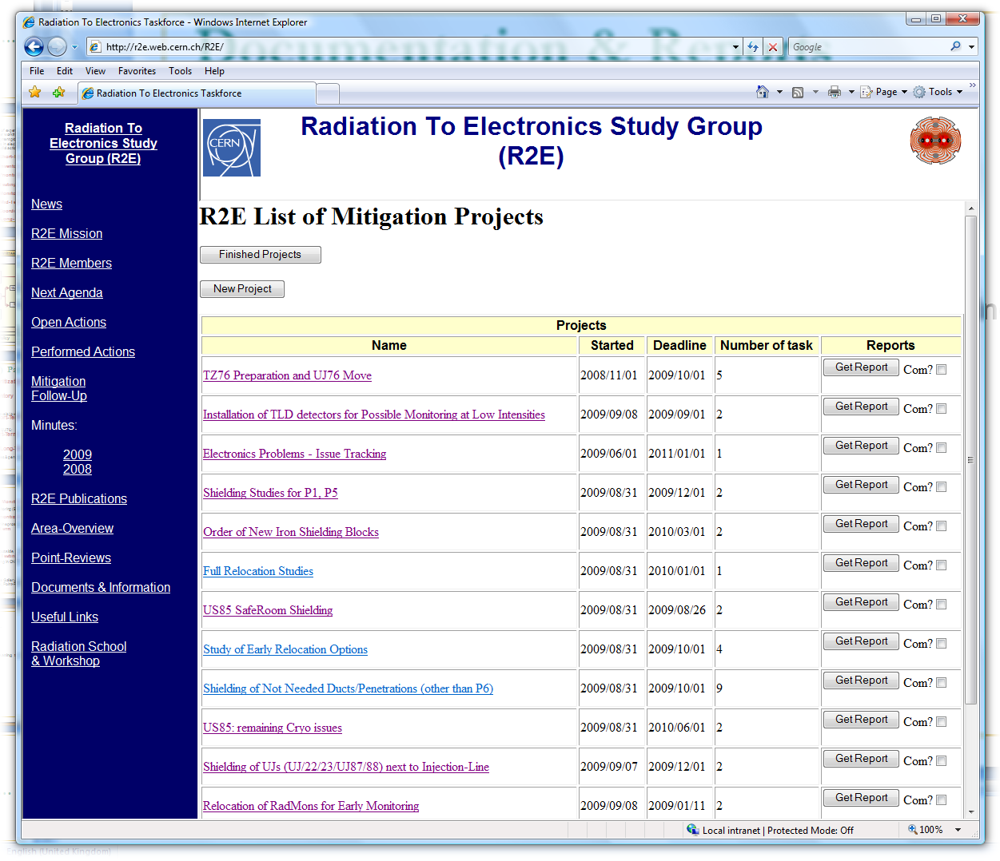 Documentation & Reports
Radiation To Electronics Taskforce - Windows Internet Explorer
http://r2e.web.cern.ch/R2E/
Google
File Edit View Favorites Tools Help
Radiation To Electronics Taskforce
Page Tools
Radiation To
Electronics Study
Group (R2E)
News
R2E Mission
R2E Members
Next Agenda
Open Actions
Performed Actions
Mitigation
Follow-Up
Minutes:
2009
2008
R2E Publications
Area-Overview
Point-Reviews
Documents & Information
Useful Links
Radiation School
& Workshop
CERN
Radiation To Electronics Study Group
(R2E)
R2E List of Mitigation Projects
Finished Projects
New Project
Projects
Name Started Deadline Number of task Reports
TZ76 Preparation and UJ76 Move 2008/11/01 2009/10/01 5 Get Report Com?
Installation of TLD detectors for Possible Monitoring at Low Intensities 2009/09/08 2009/09/01 2 Get Report Com?
Electronics Problems - Issue Tracking 2009/06/01 2011/01/01 1 Get Report Com?
Shielding Studies for P1, P5 2009/08/31 2009/12/01 2 Get Report Com?
Order of New Iron Shielding Blocks 2009/08/31 2010/03/01 2 Get Report Com?
Full Relocation Studies 2009/08/31 2010/01/01 1 Get Report Com?
US85 SafeRoom Shielding 2009/08/31 2009/08/26 2 Get Report Com?
Study of Early Relocation Options 2009/08/31 2009/10/01 4 Get Report Com?
Shielding of Not Needed Ducts/Penetrations (other than P6) 2009/08/31 2009/10/01 9 Get Report Com?
US85: remaining Cryo issues 2009/08/31 2010/06/01 2 Get Report Com?
Shielding of UJs (UJ/22/23/UJ87/88) next to Injection-Line 2009/09/07 2009/12/01 2 Get Report Com?
Relocation of RadMons for Early Monitoring 2009/09/08 2009/01/11 2 Get Report Com?
Local intranet | Protected Mode: Off
100%
English (United Kingdom)